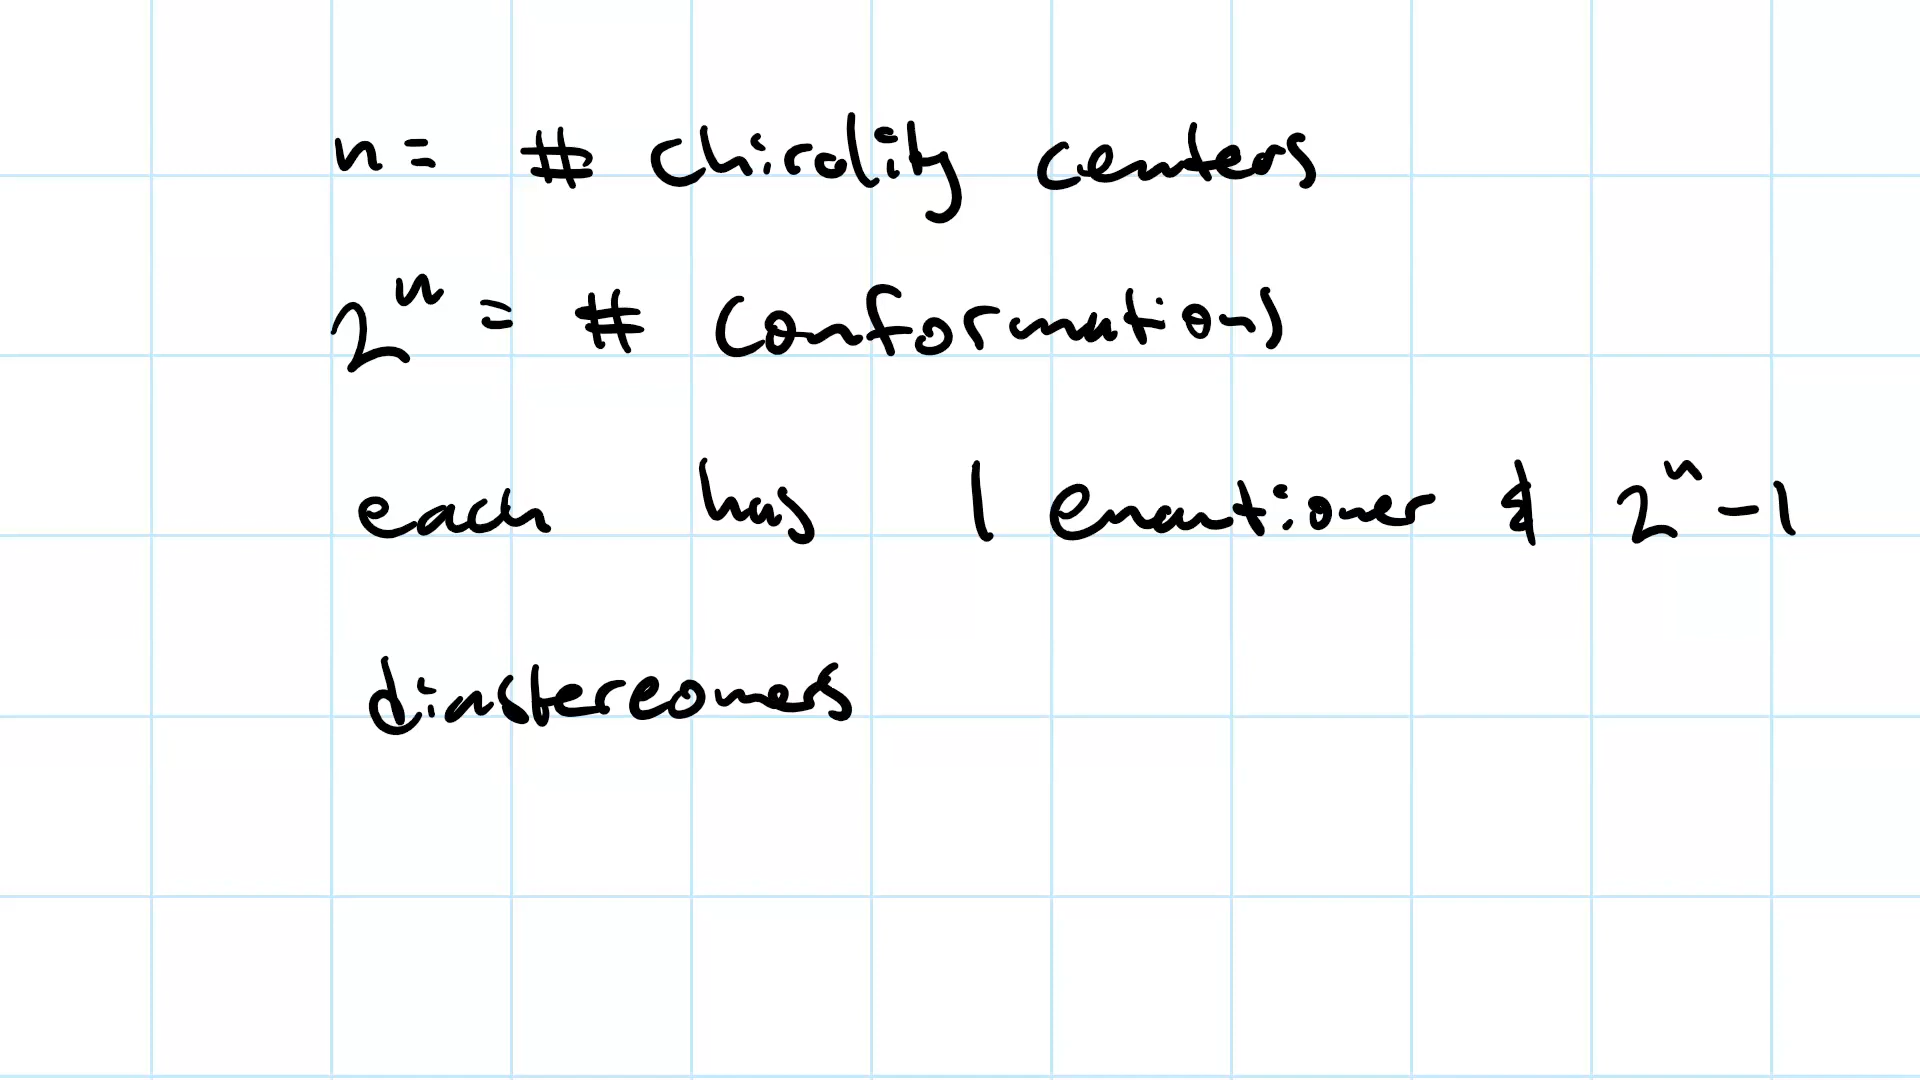 n = # chirality centers
2^n = # conformations
each has 1 enantiomer & 2^n - 1
diastereomers